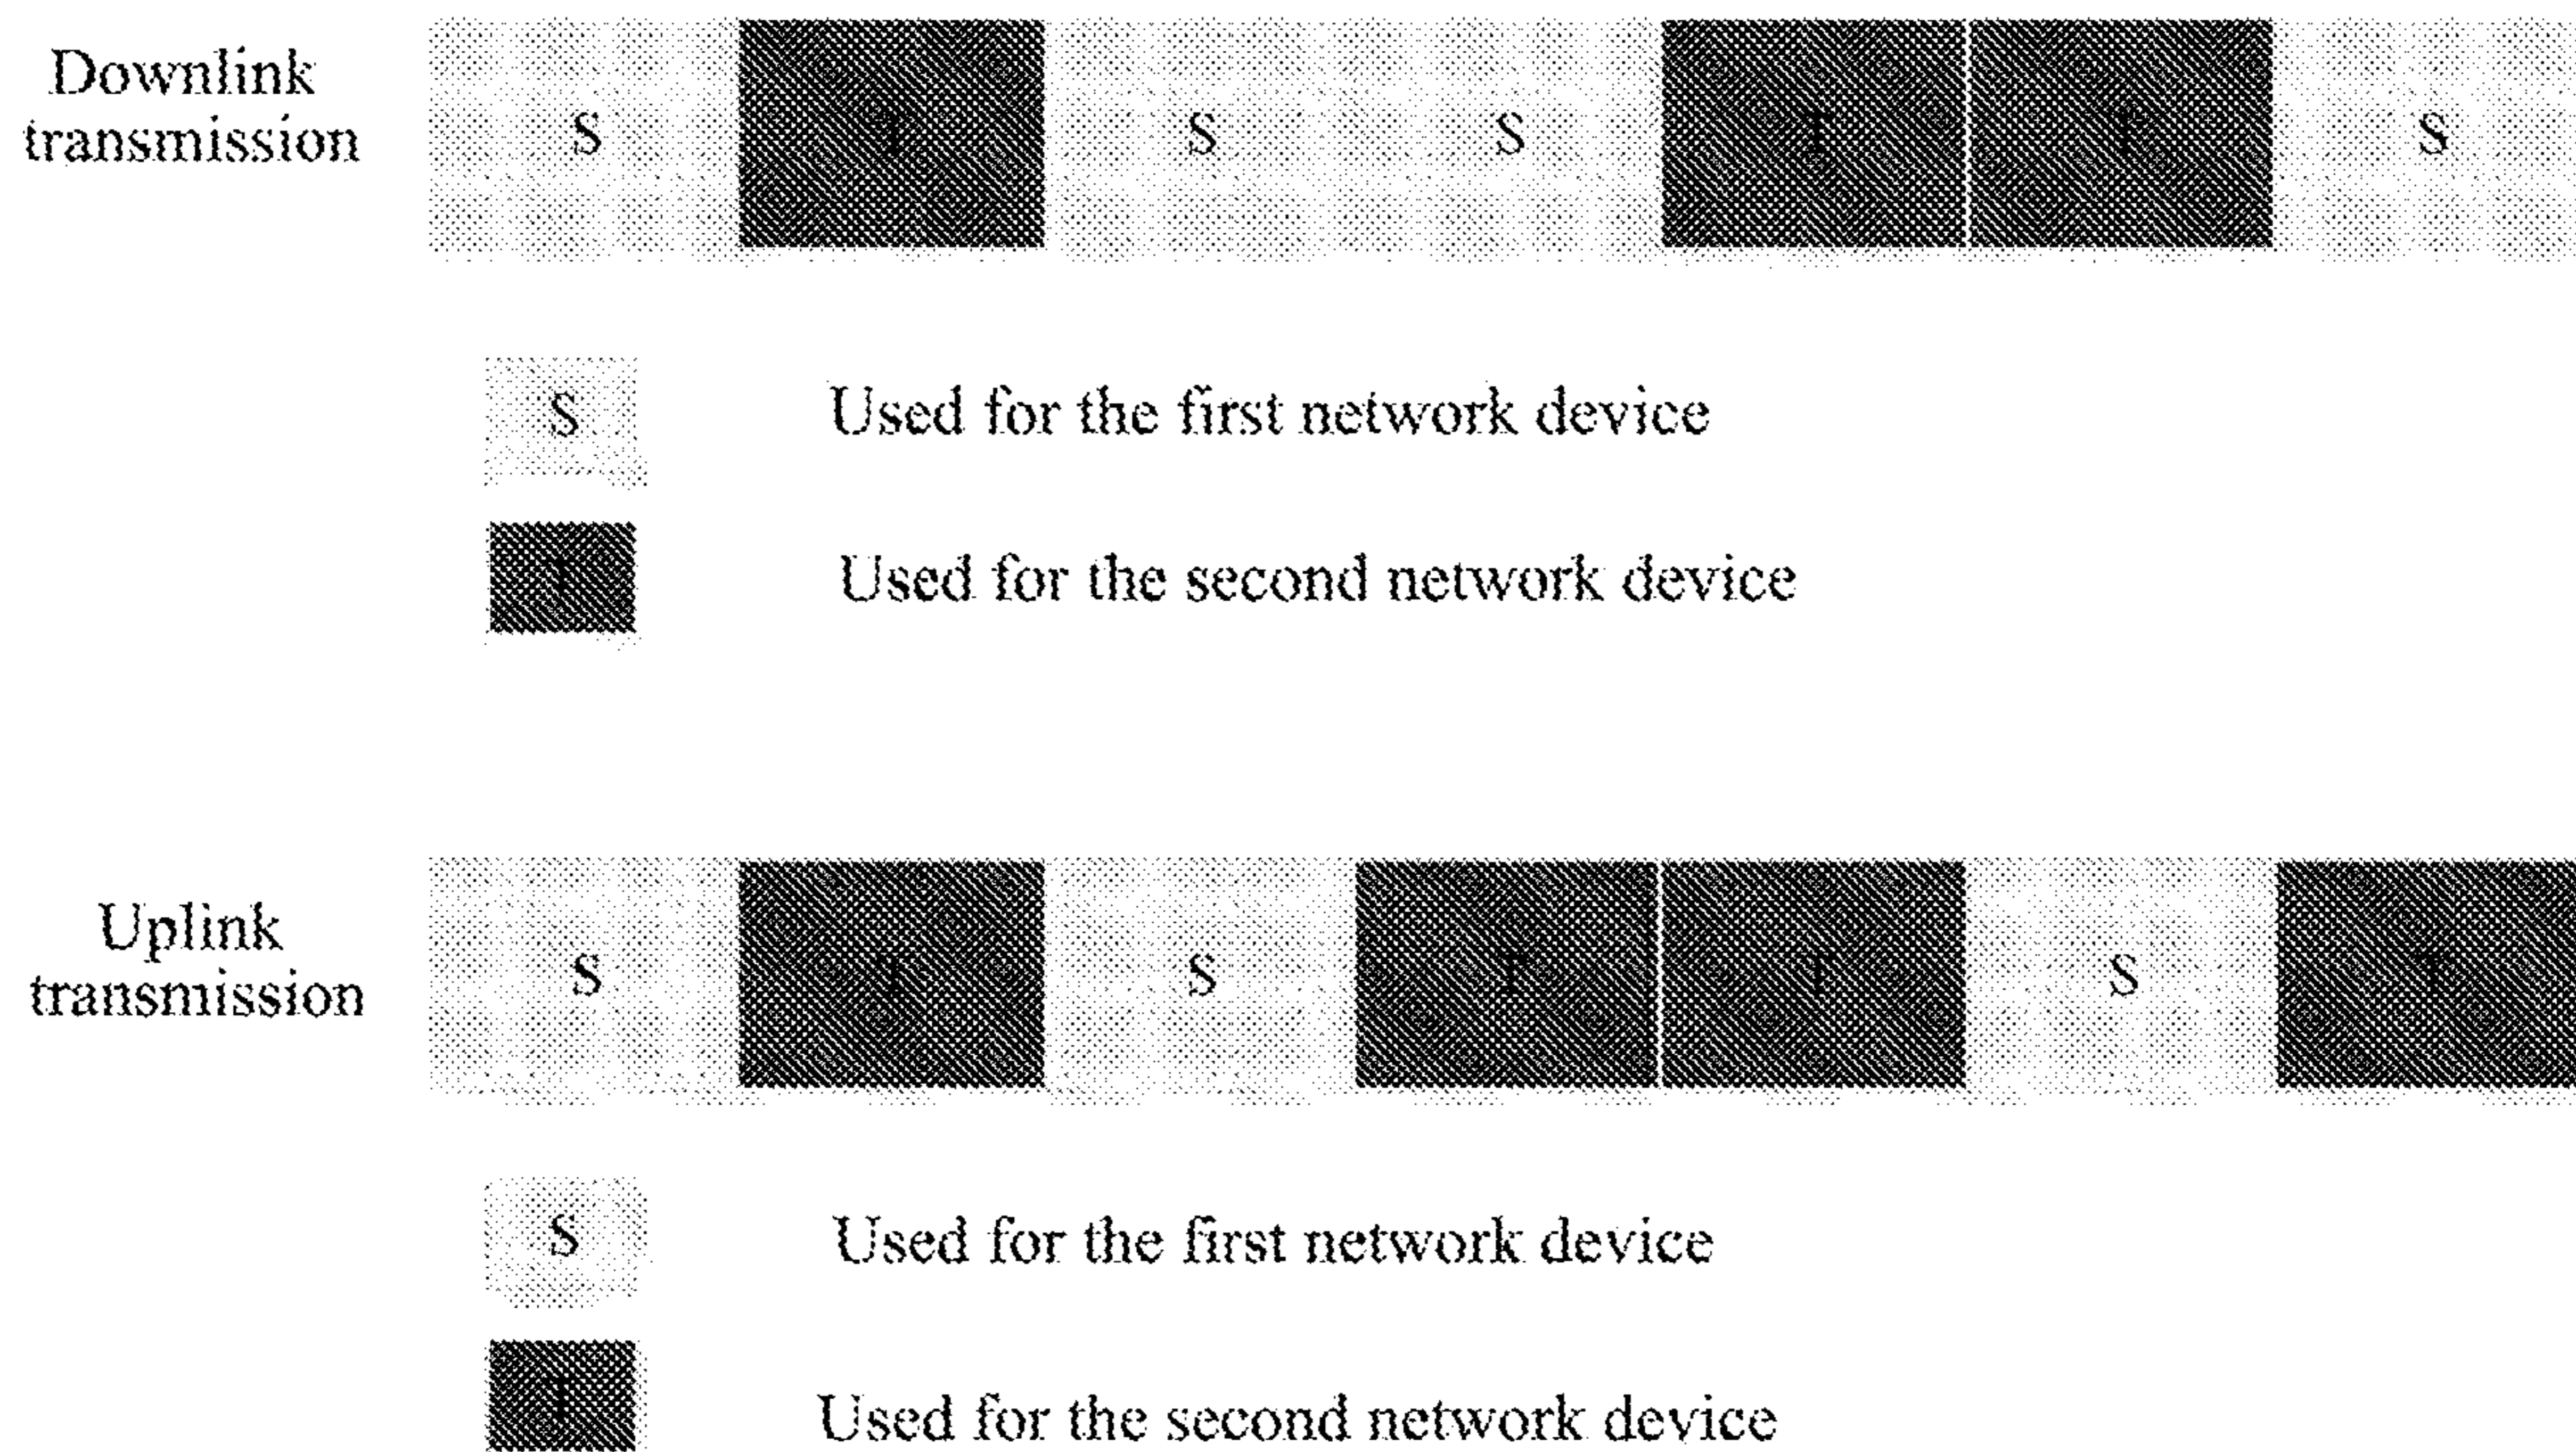 Downlink
transmission
S T S S T T S
S Used for the first network device
T Used for the second network device
Uplink
transmission
S T S T T S T
S Used for the first network device
T Used for the second network device